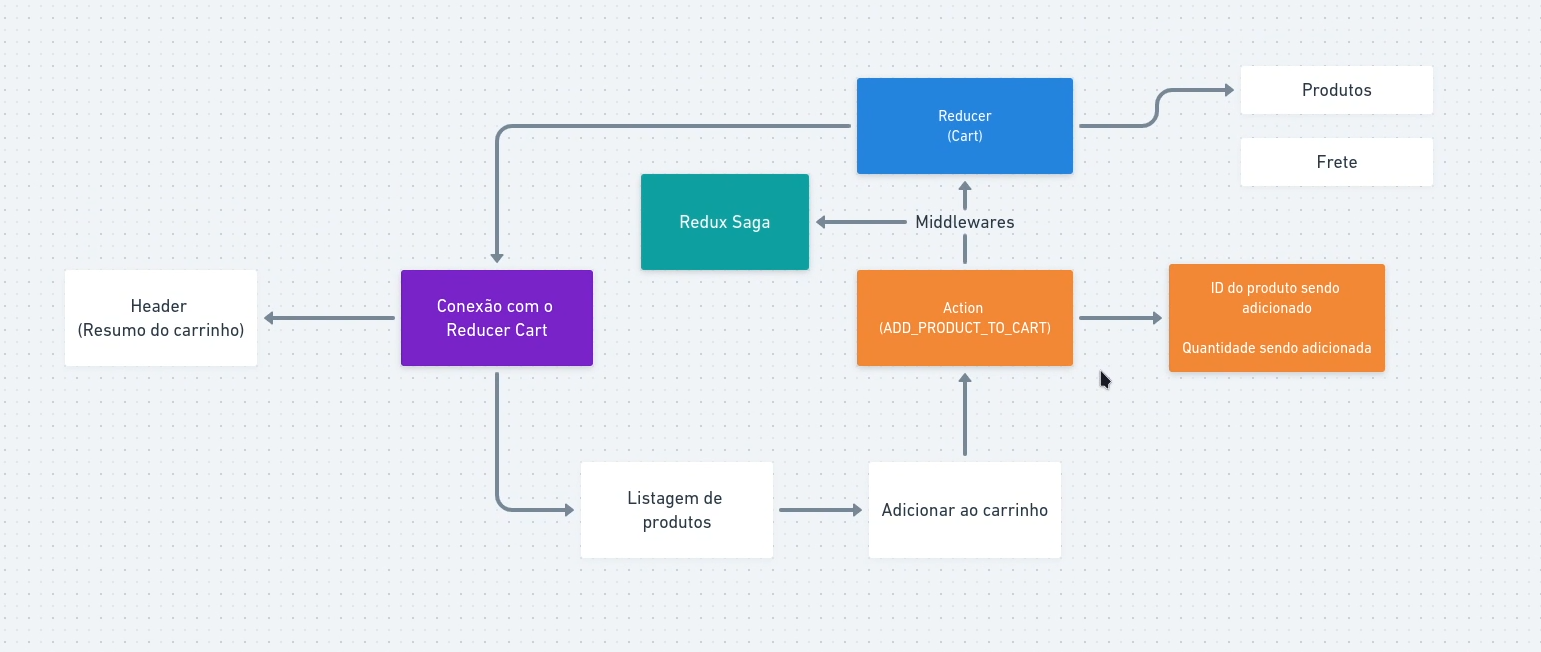 Reducer
(Cart)
Produtos
Frete
Redux Saga
Middlewares
Header
(Resumo do carrinho)
Conexão com o
Reducer Cart
Action
(ADD_PRODUCT_TO_CART)
ID do produto sendo
adicionado
Quantidade sendo adicionada
Listagem de
produtos
Adicionar ao carrinho